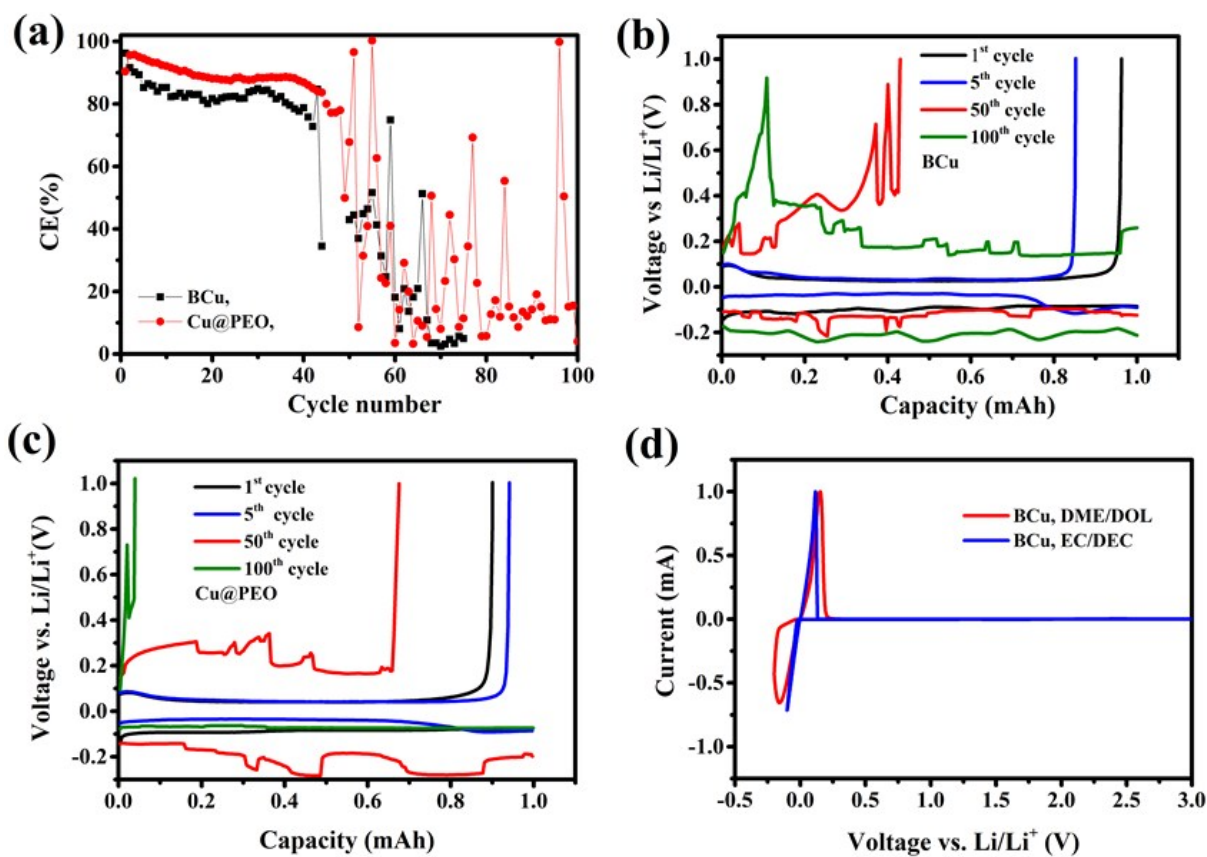 (a)
100
80
60
40
20
0
CE(%)
BCu,
Cu@PEO,
0 20 40 60 80 100
Cycle number
(b)
1.0
0.8
0.6
0.4
0.2
0.0
-0.2
Voltage vs Li/Li⁺(V)
1ˢᵗ cycle
5ᵗʰ cycle
50ᵗʰ cycle
100ᵗʰ cycle
BCu
0.0 0.2 0.4 0.6 0.8 1.0
Capacity (mAh)
(c)
1.0
0.8
0.6
0.4
0.2
0.0
-0.2
Voltage vs. Li/Li⁺(V)
1ˢᵗ cycle
5ᵗʰ cycle
50ᵗʰ cycle
100ᵗʰ cycle
Cu@PEO
0.0 0.2 0.4 0.6 0.8 1.0
Capacity (mAh)
(d)
1.0
0.5
0.0
-0.5
-1.0
Current (mA)
BCu, DME/DOL
BCu, EC/DEC
-0.5 0.0 0.5 1.0 1.5 2.0 2.5 3.0
Voltage vs. Li/Li⁺ (V)